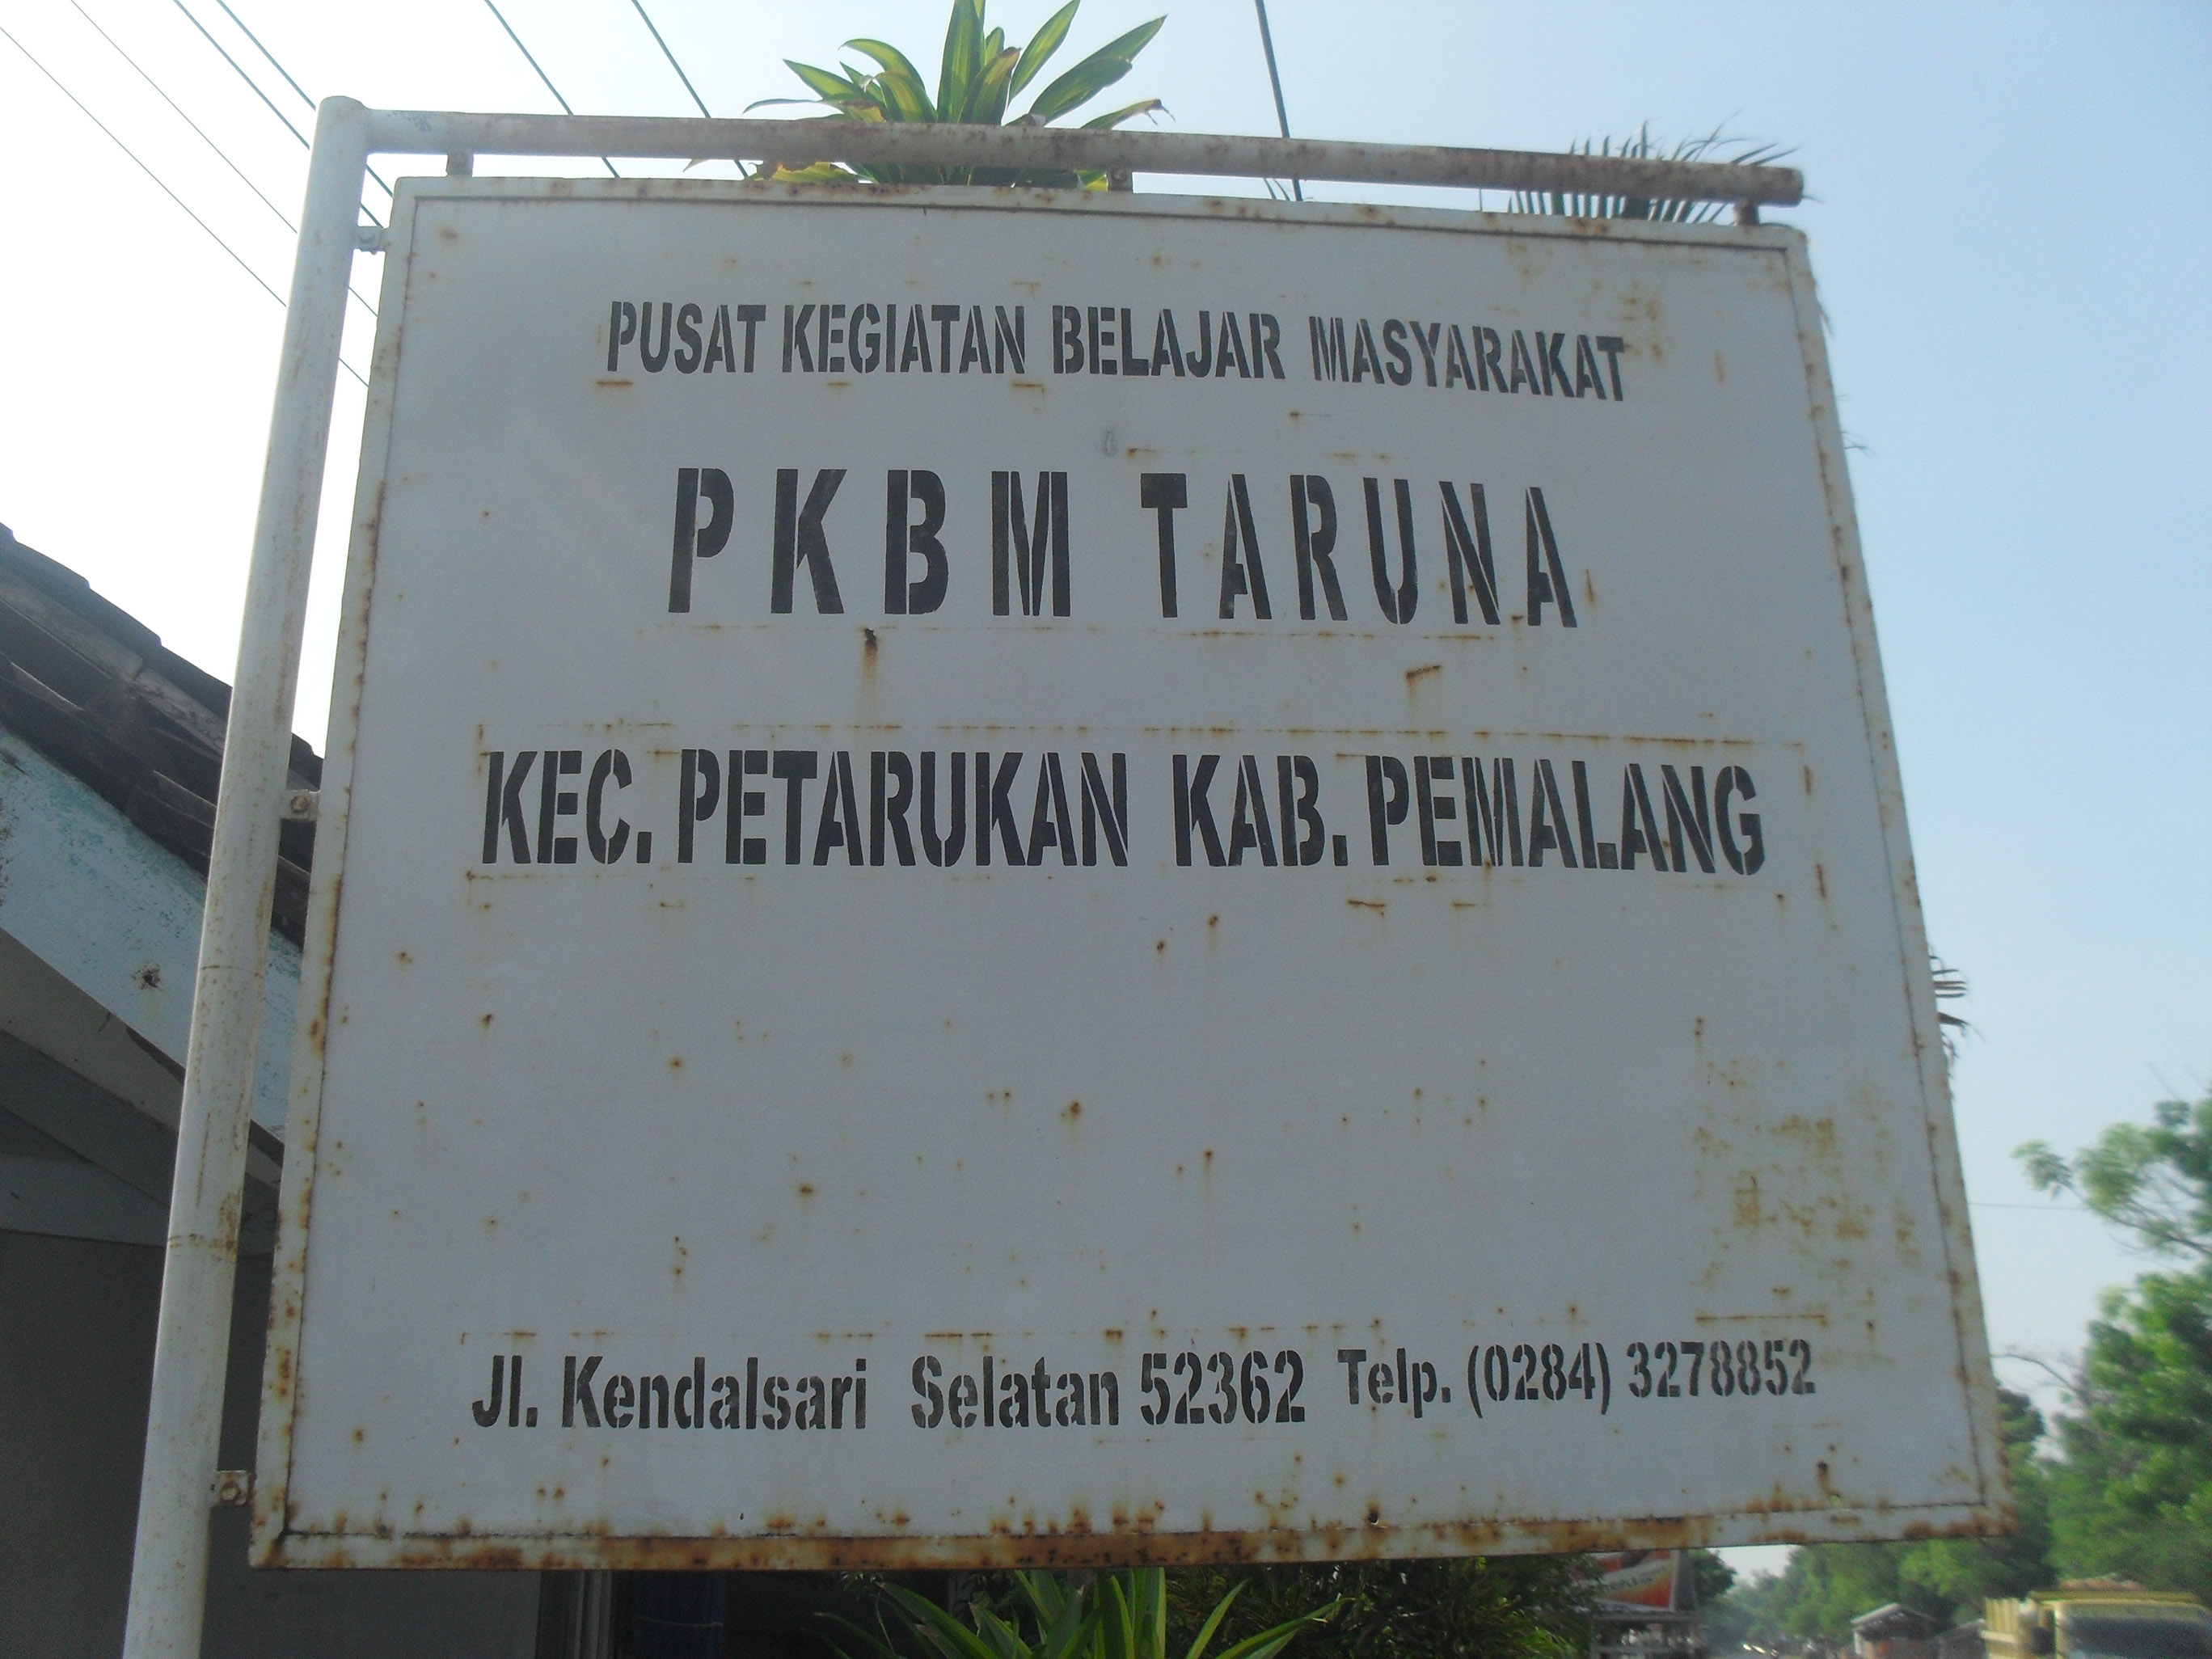 PUSAT KEGIATAN BELAJAR MASYARAKAT
PKBM TARUNA
KEC. PETARUKAN KAB. PEMALANG
Jl. Kendalsari Selatan 52362 Telp. (0284) 3278852